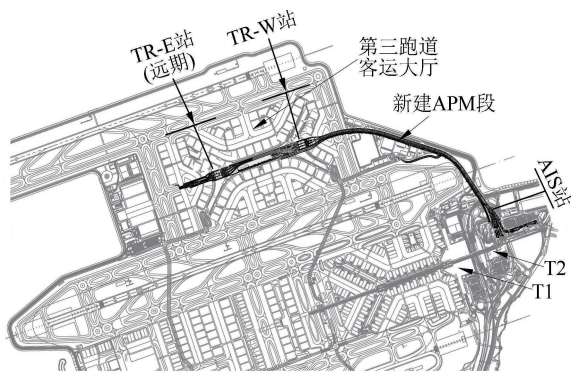 TR-E站
(远期)
TR-W站
第三跑道
客运大厅
新建APM段
AIS站
T2
T1